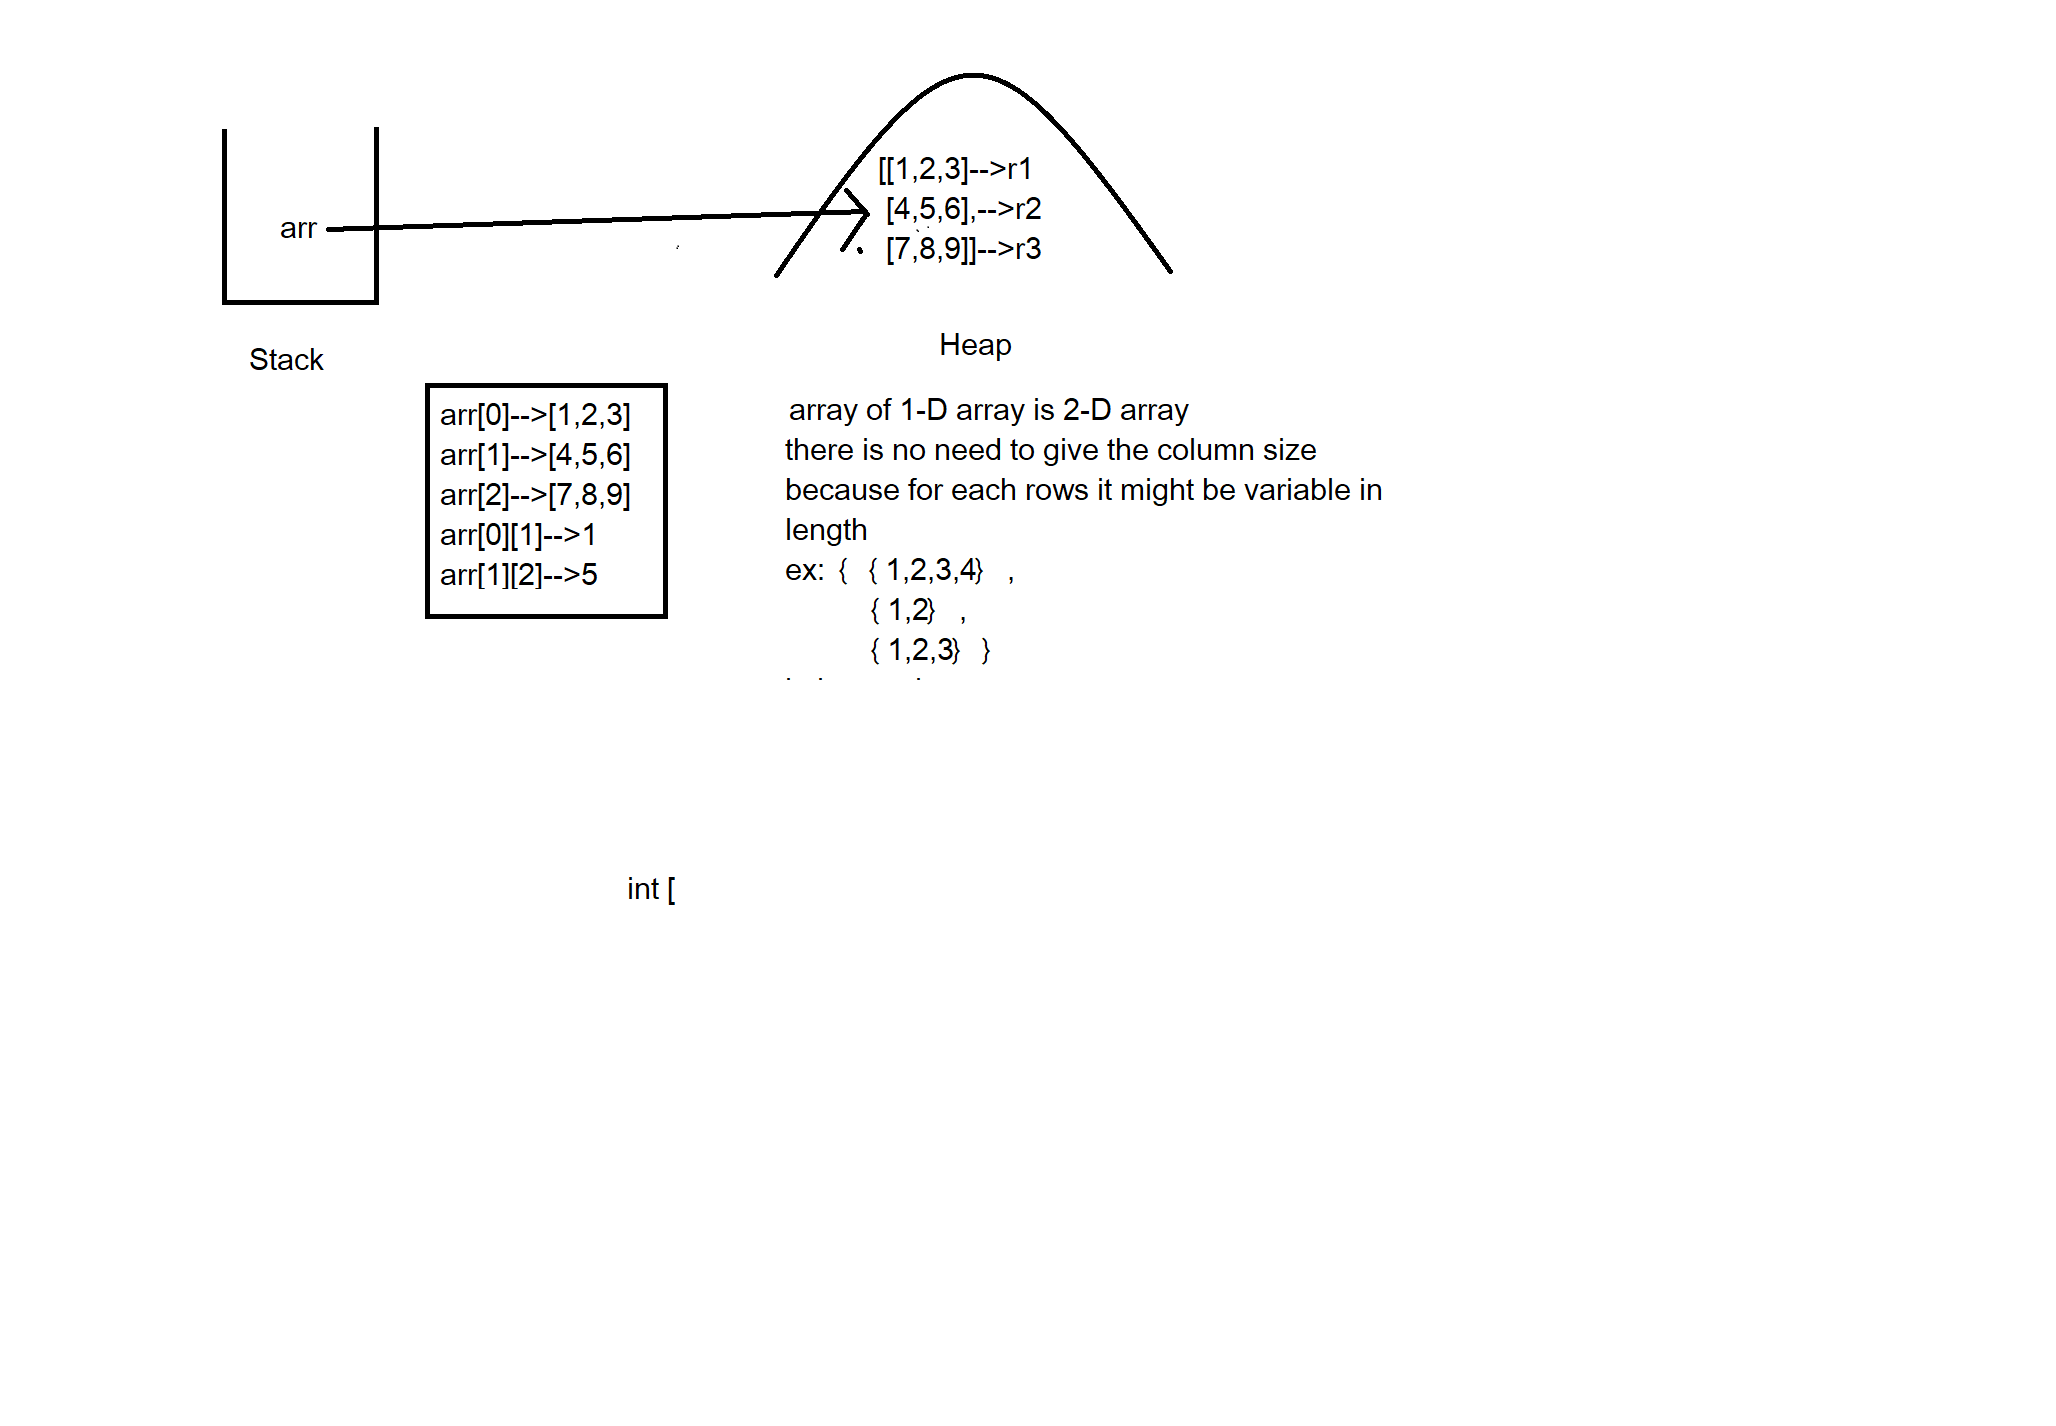 [[1,2,3]-->r1
arr
[4,5,6],-->r2
[7,8,9]]-->r3
Stack
Heap
arr[0]-->[1,2,3]
arr[1]-->[4,5,6]
arr[2]-->[7,8,9]
arr[0][1]-->1
arr[1][2]-->5
array of 1-D array is 2-D array
there is no need to give the column size
because for each rows it might be variable in
length
ex: { { 1,2,3,4} ,
{ 1,2} ,
{ 1,2,3} }
int [